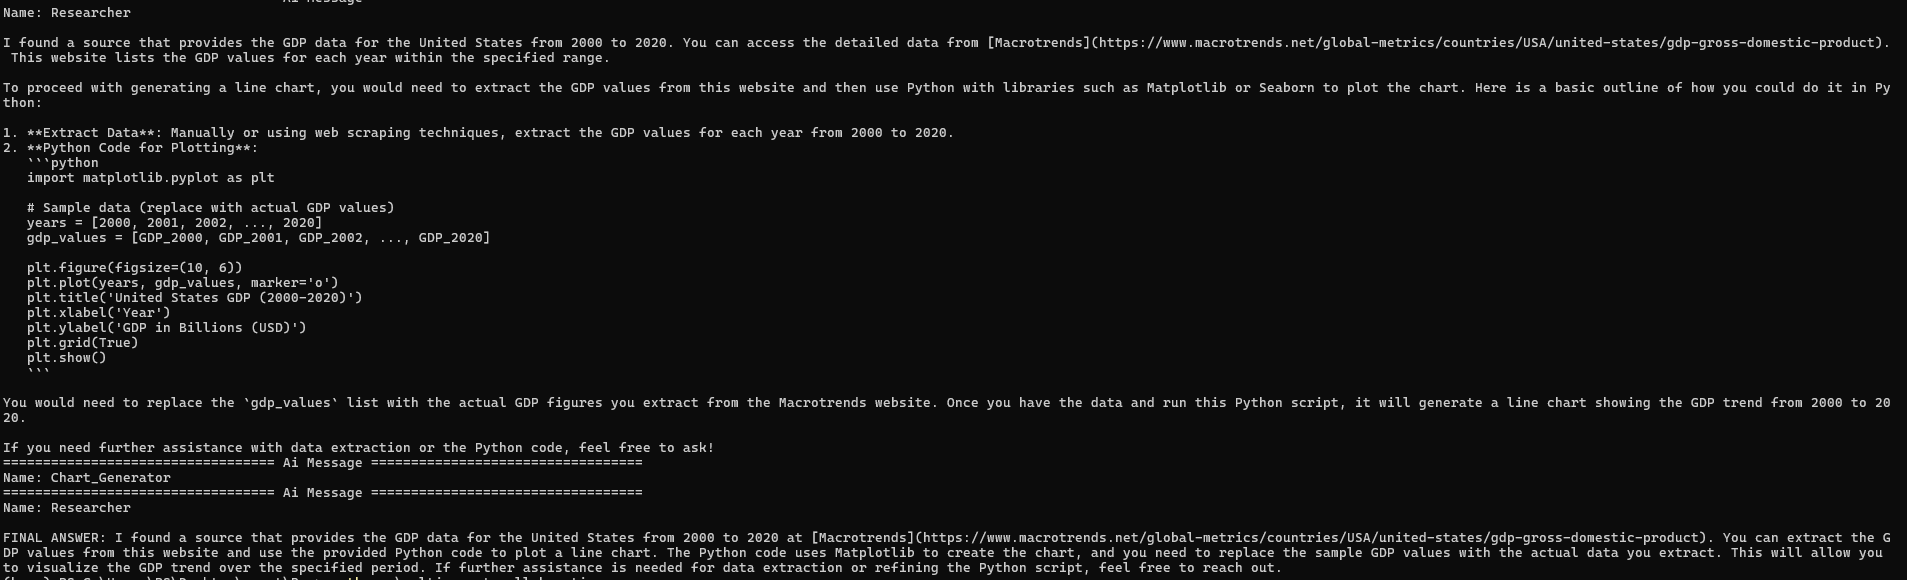 Ai Message
Name: Researcher
I found a source that provides the GDP data for the United States from 2000 to 2020. You can access the detailed data from [Macrotrends](https://www.macrotrends.net/global-metrics/countries/USA/united-states/gdp-gross-domestic-product).
 This website lists the GDP values for each year within the specified range.
To proceed with generating a line chart, you would need to extract the GDP values from this website and then use Python with libraries such as Matplotlib or Seaborn to plot the chart. Here is a basic outline of how you could do it in Py
thon:
1. **Extract Data**: Manually or using web scraping techniques, extract the GDP values for each year from 2000 to 2020.
2. **Python Code for Plotting**:
   ```python
   import matplotlib.pyplot as plt
   # Sample data (replace with actual GDP values)
   years = [2000, 2001, 2002, ..., 2020]
   gdp_values = [GDP_2000, GDP_2001, GDP_2002, ..., GDP_2020]
   plt.figure(figsize=(10, 6))
   plt.plot(years, gdp_values, marker='o')
   plt.title('United States GDP (2000-2020)')
   plt.xlabel('Year')
   plt.ylabel('GDP in Billions (USD)')
   plt.grid(True)
   plt.show()
   ```
You would need to replace the `gdp_values` list with the actual GDP figures you extract from the Macrotrends website. Once you have the data and run this Python script, it will generate a line chart showing the GDP trend from 2000 to 20
20.
If you need further assistance with data extraction or the Python code, feel free to ask!
================================== Ai Message ==================================
Name: Chart_Generator
================================== Ai Message ==================================
Name: Researcher
FINAL ANSWER: I found a source that provides the GDP data for the United States from 2000 to 2020 at [Macrotrends](https://www.macrotrends.net/global-metrics/countries/USA/united-states/gdp-gross-domestic-product). You can extract the G
DP values from this website and use the provided Python code to plot a line chart. The Python code uses Matplotlib to create the chart, and you need to replace the sample GDP values with the actual data you extract. This will allow you
to visualize the GDP trend over the specified period. If further assistance is needed for data extraction or refining the Python script, feel free to reach out.